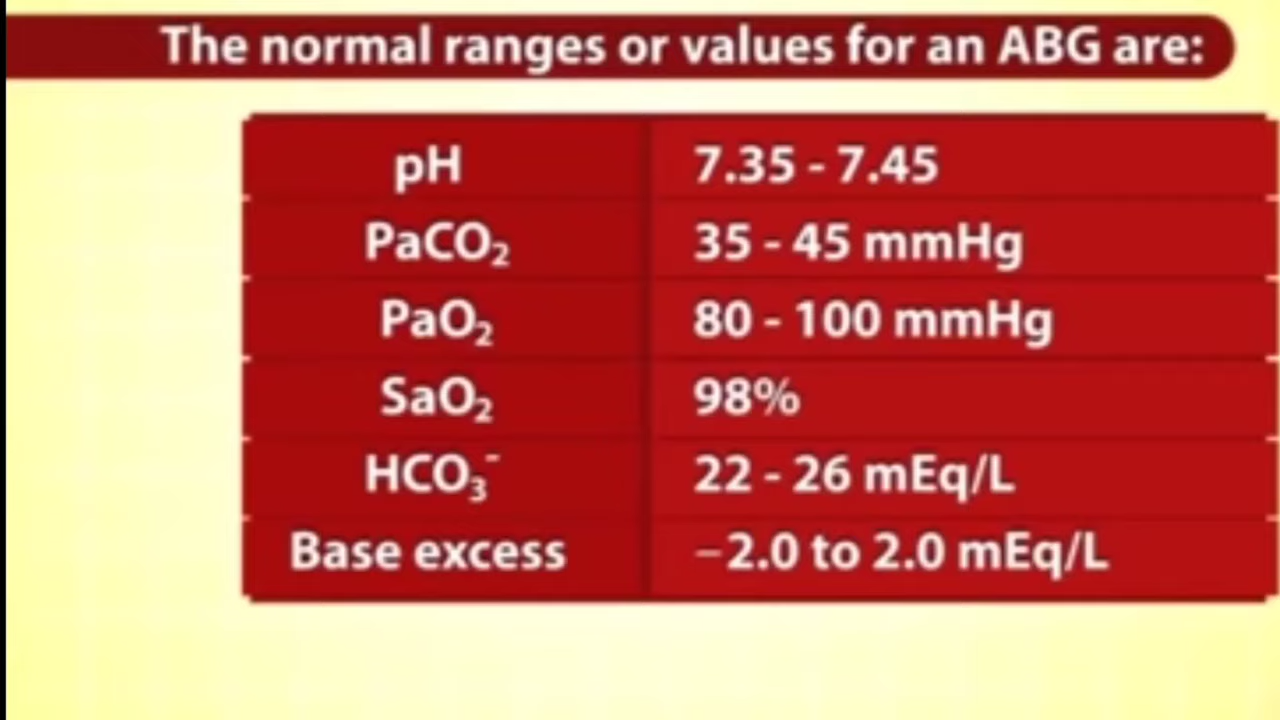 The normal ranges or values for an ABG are:
pH 7.35 - 7.45
PaCO₂ 35 - 45 mmHg
PaO₂ 80 - 100 mmHg
SaO₂ 98%
HCO₃⁻ 22 - 26 mEq/L
Base excess −2.0 to 2.0 mEq/L